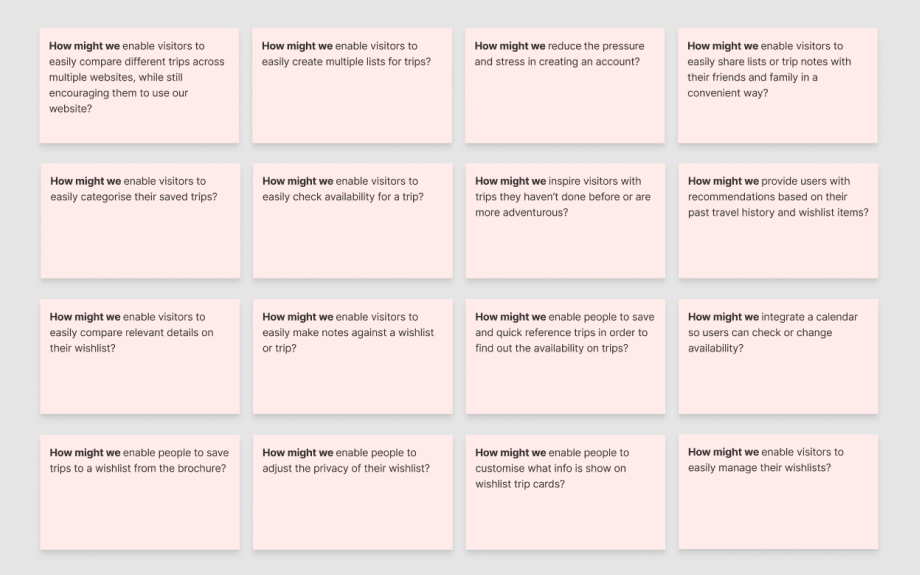 How might we enable visitors to
easily compare different trips across
multiple websites, while still
encouraging them to use our
website?
How might we enable visitors to
easily create multiple lists for trips?
How might we reduce the pressure
and stress in creating an account?
How might we enable visitors to
easily share lists or trip notes with
their friends and family in a
convenient way?
How might we enable visitors to
easily categorise their saved trips?
How might we enable visitors to
easily check availability for a trip?
How might we inspire visitors with
trips they haven't done before or are
more adventurous?
How might we provide users with
recommendations based on their
past travel history and wishlist items?
How might we enable visitors to
easily compare relevant details on
their wishlist?
How might we enable visitors to
easily make notes against a wishlist
or trip?
How might we enable people to save
and quick reference trips in order to
find out the availability on trips?
How might we integrate a calendar
so users can check or change
availability?
How might we enable people to save
trips to a wishlist from the brochure?
How might we enable people to
adjust the privacy of their wishlist?
How might we enable people to
customise what info is show on
wishlist trip cards?
How might we enable visitors to
easily manage their wishlists?